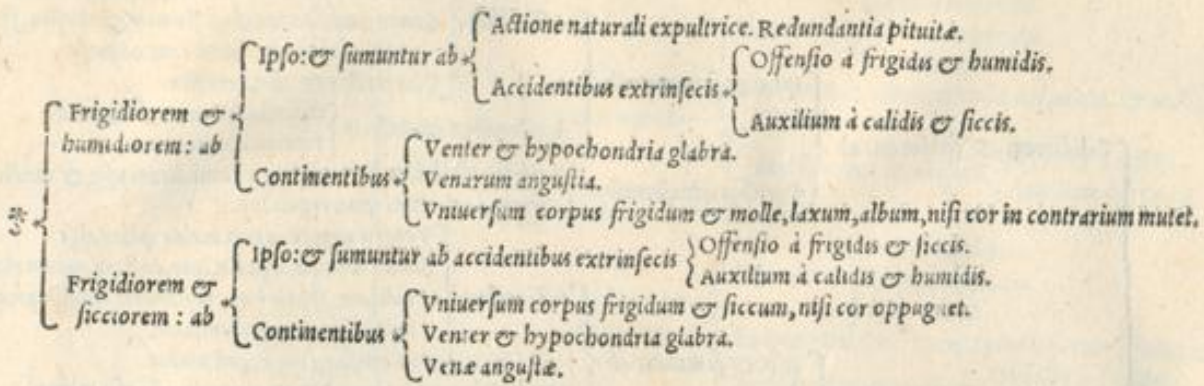 Actione naturali expultrice. Redundantia pituitæ.
Ipſo: & ſumuntur ab
Offenſio à frigidis & humidis.
Accidentibus extrinſecis
Auxilium à calidis & ſiccis.
Frigidiorem &
humidiorem: ab
Venter & hypochondria glabra.
Continentibus
Venarum anguſtia.
Vniuerſum corpus frigidum & molle, laxum, album, niſi cor in contrarium mutet.
*
Ipſo: & ſumuntur ab accidentibus extrinſecis
Offenſio à frigidis & ſiccis.
Auxilium à calidis & humidis.
Frigidiorem &
ſicciorem: ab
Vniuerſum corpus frigidum & ſiccum, niſi cor oppugnet.
Continentibus
Venter & hypochondria glabra.
Venæ anguſtæ.